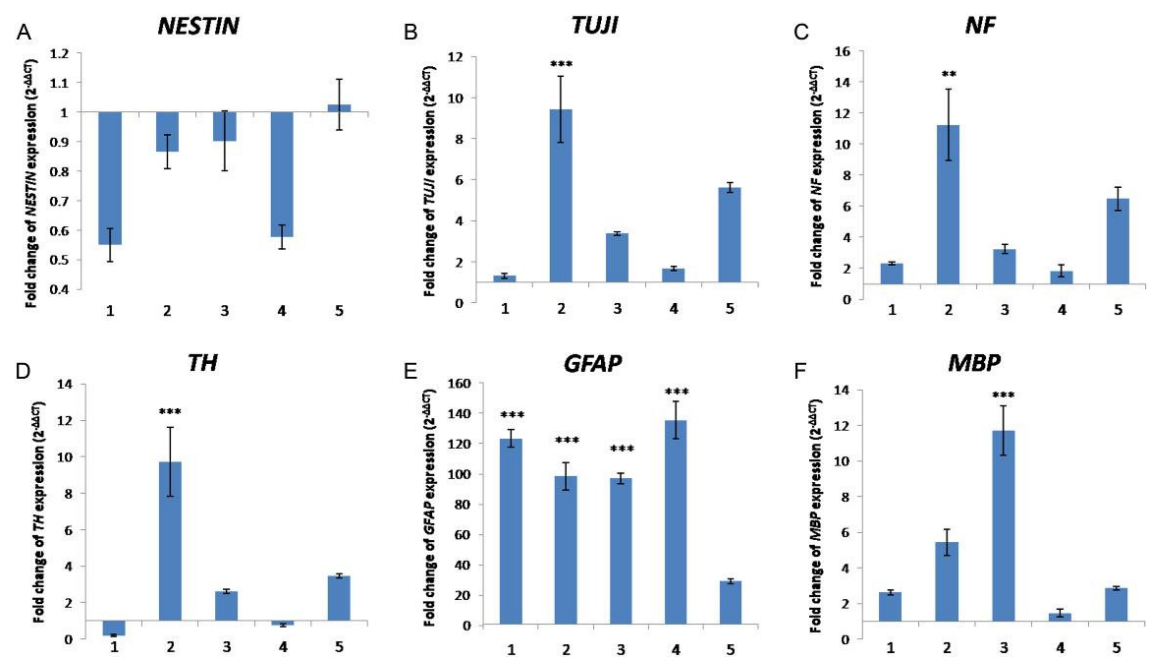 A
NESTIN
Fold change of NESTIN expression (2-ΔΔCT)
1.2
1.1
1
0.9
0.8
0.7
0.6
0.5
0.4
1 2 3 4 5
B
TUJI
Fold change of TUJI expression (2-ΔΔCT)
12
10
8
6
4
2
0
***
1 2 3 4 5
C
NF
Fold change of NF expression (2-ΔΔCT)
16
14
12
10
8
6
4
2
0
**
1 2 3 4 5
D
TH
Fold change of TH expression (2-ΔΔCT)
14
12
10
8
6
4
2
0
***
1 2 3 4 5
E
GFAP
Fold change of GFAP expression (2-ΔΔCT)
160
140
120
100
80
60
40
20
0
*** *** *** ***
1 2 3 4 5
F
MBP
Fold change of MBP expression (2-ΔΔCT)
14
12
10
8
6
4
2
0
***
1 2 3 4 5